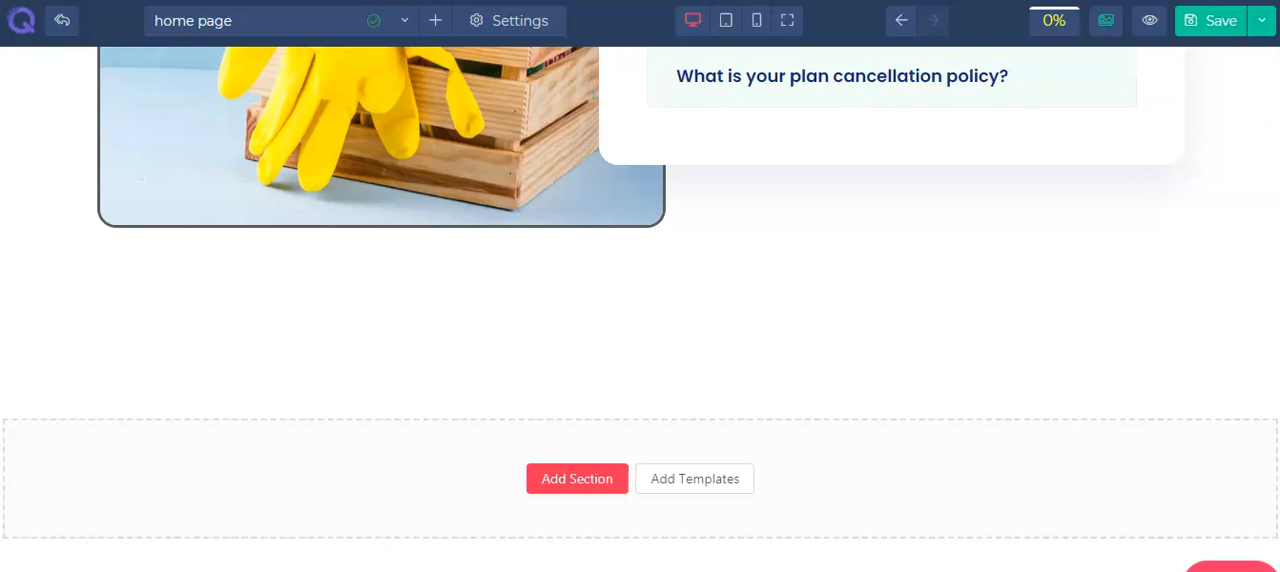 home page
Settings
0%
Save
What is your plan cancellation policy?
Add Section
Add Templates